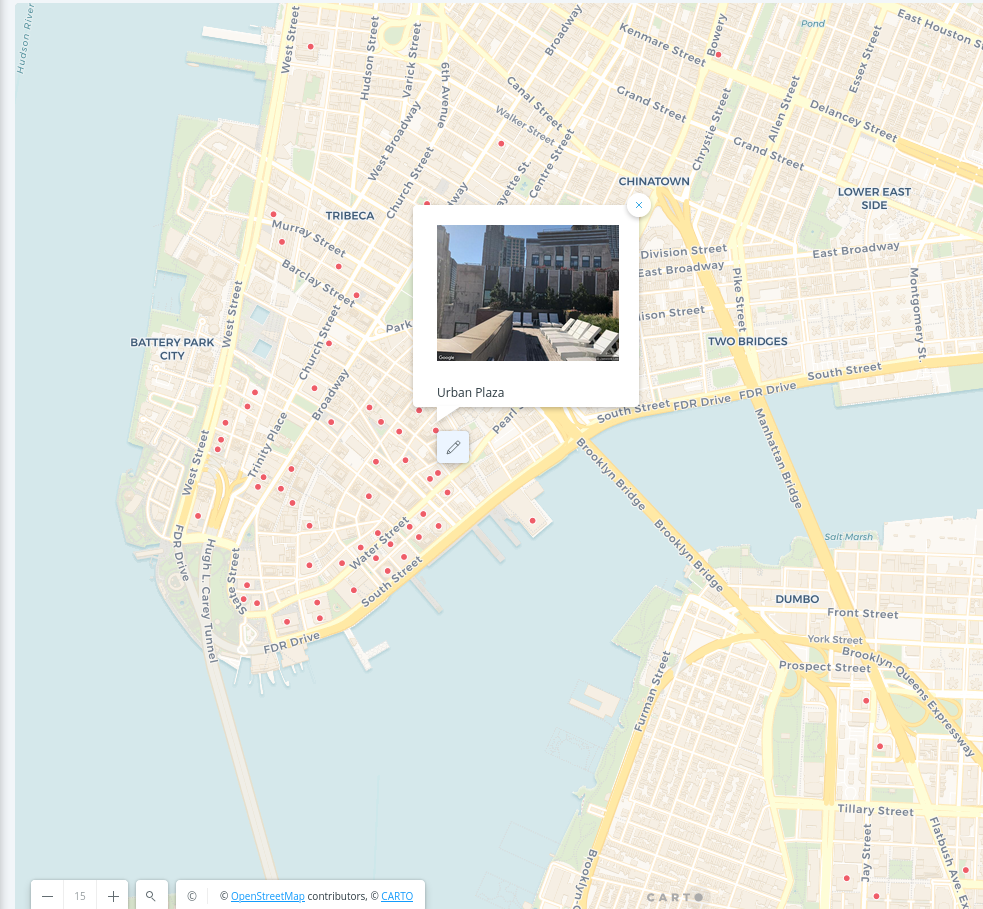 Hudson River
West Street
Hudson Street
Varick Street
6th Avenue
Broadway
Kenmare Street
Bowery
Pond
East Houston St
Essex Street
Canal Street
Walker Street
Grand Street
Chrystie Street
Allen Street
Delancey Street
Grand Street
West Broadway
Church Street
Centre Street
ayette St.
way
CHINATOWN
LOWER EAST
SIDE
TRIBECA
Murray Street
Barclay Street
Division Street
East Broadway
East Broadway
Pike Street
Montgomery St.
ison Street
Park
West Street
Church Street
BATTERY PARK
CITY
TWO BRIDGES
Google
South Street
FDR Drive
FDR Drive
South Street
Urban Plaza
Broadway
Pearl S
Trinity Place
West Street
Manhattan Bridge
Brooklyn Bridge
Brooklyn Bridge
Salt Marsh
FDR Drive
Hugh L. Carey Tunnel
State Street
Water Street
South Street
FDR Drive
DUMBO
Front Street
York Street
Prospect Street
Brooklyn-Queens Expressway
Furman Street
Tillary Street
Jay Street
Flatbush Ave.
Brooklyn
15
©
© OpenStreetMap contributors, © CARTO
CARTO